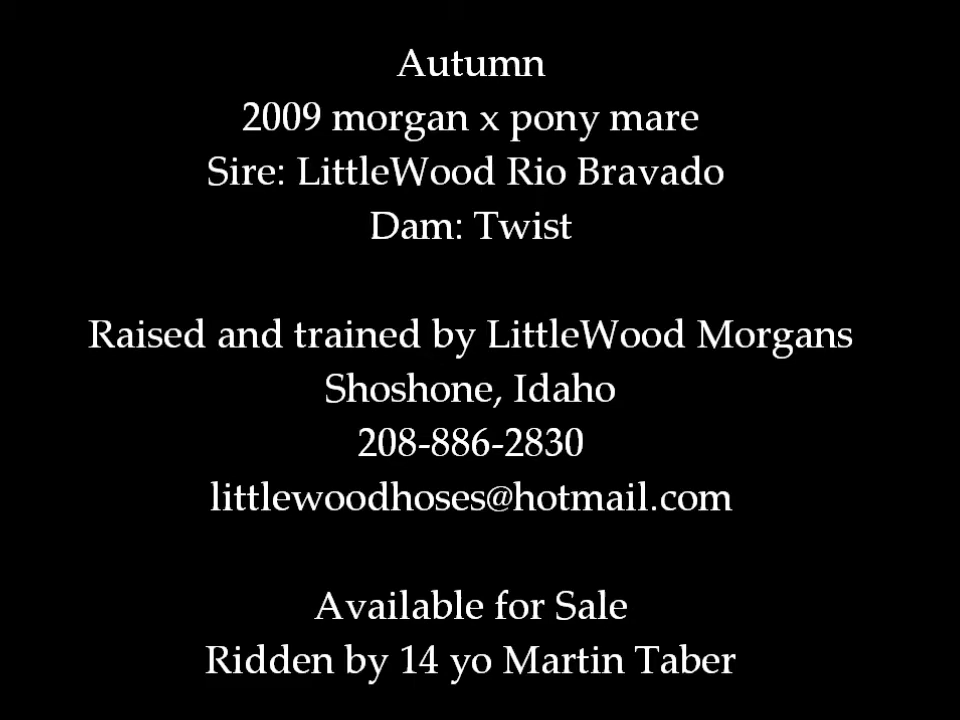 Autumn
2009 morgan x pony mare
Sire: LittleWood Rio Bravado
Dam: Twist
Raised and trained by LittleWood Morgans
Shoshone, Idaho
208-886-2830
littlewoodhoses@hotmail.com
Available for Sale
Ridden by 14 yo Martin Taber